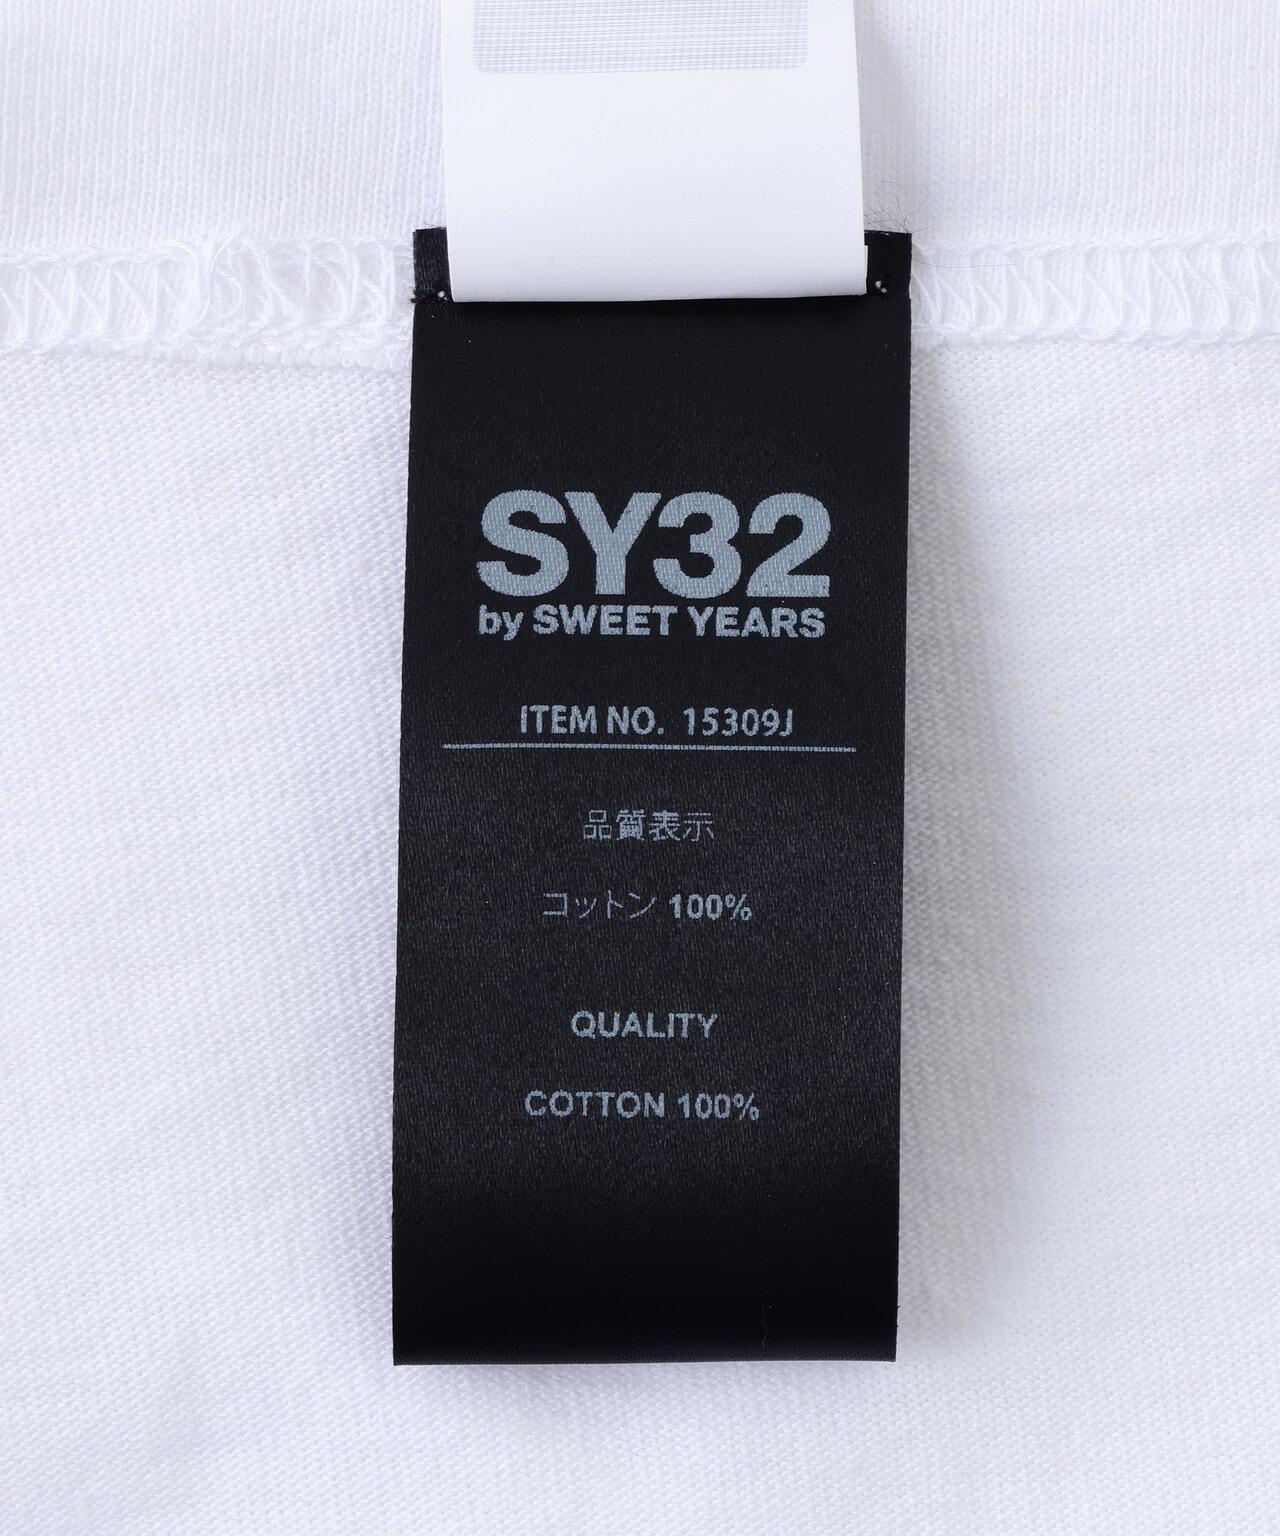 SY32
by SWEET YEARS
ITEM NO. 15309J
品質表示
コットン 100%
QUALITY
COTTON 100%